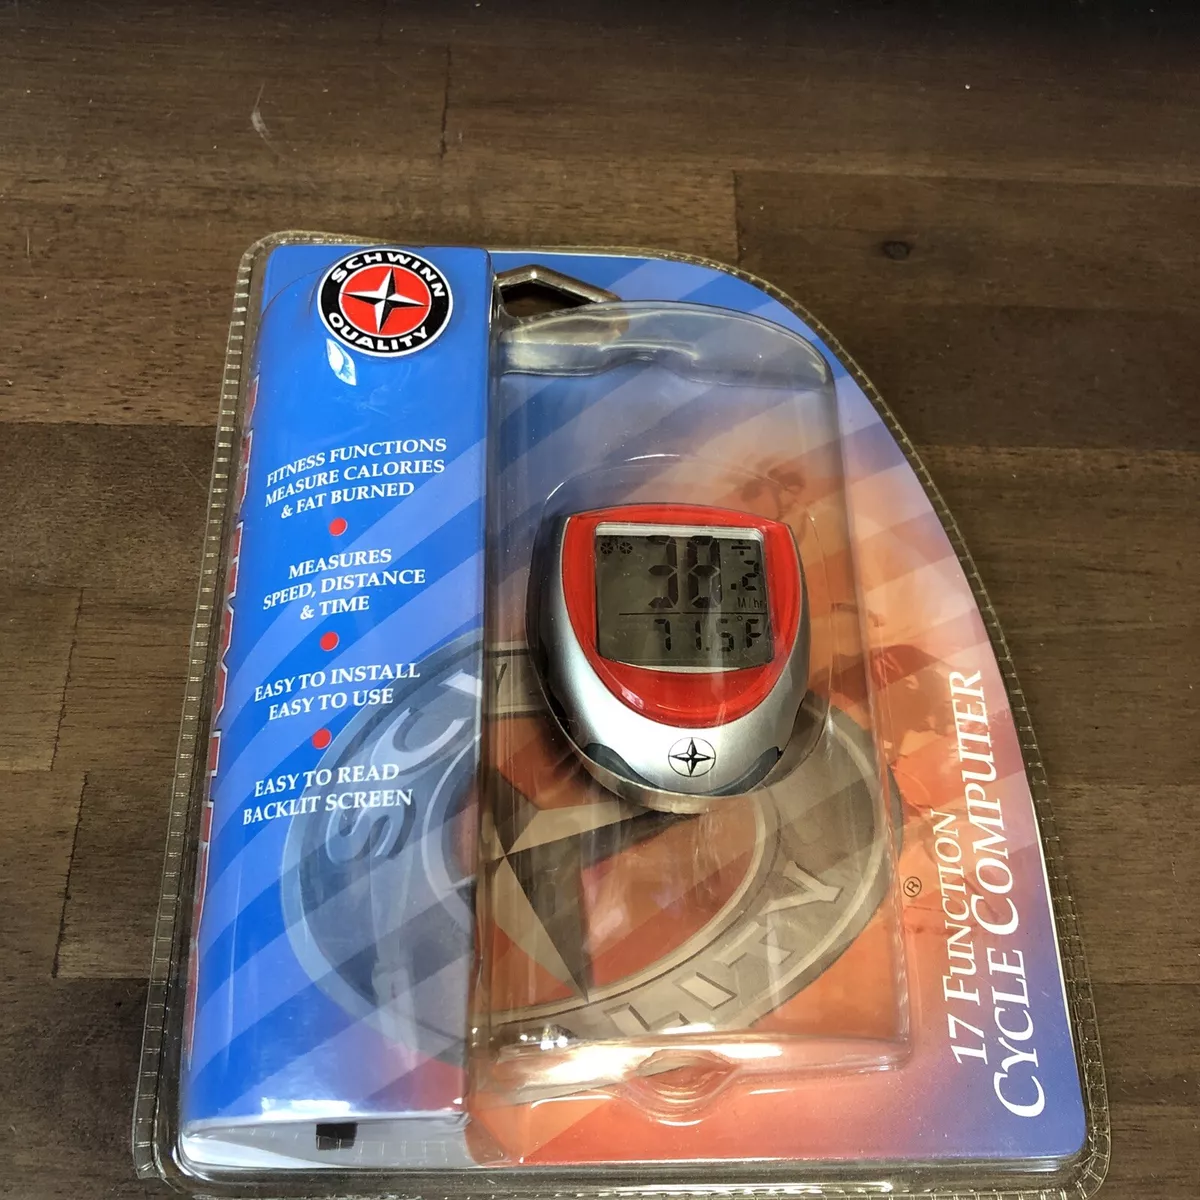 SCHWINN
QUALITY
FITNESS FUNCTIONS
MEASURE CALORIES
& FAT BURNED
MEASURES
SPEED, DISTANCE
& TIME
EASY TO INSTALL
EASY TO USE
EASY TO READ
BACKLIT SCREEN
38.2
M/hr
71.5°F
®
17 FUNCTION
CYCLE COMPUTER